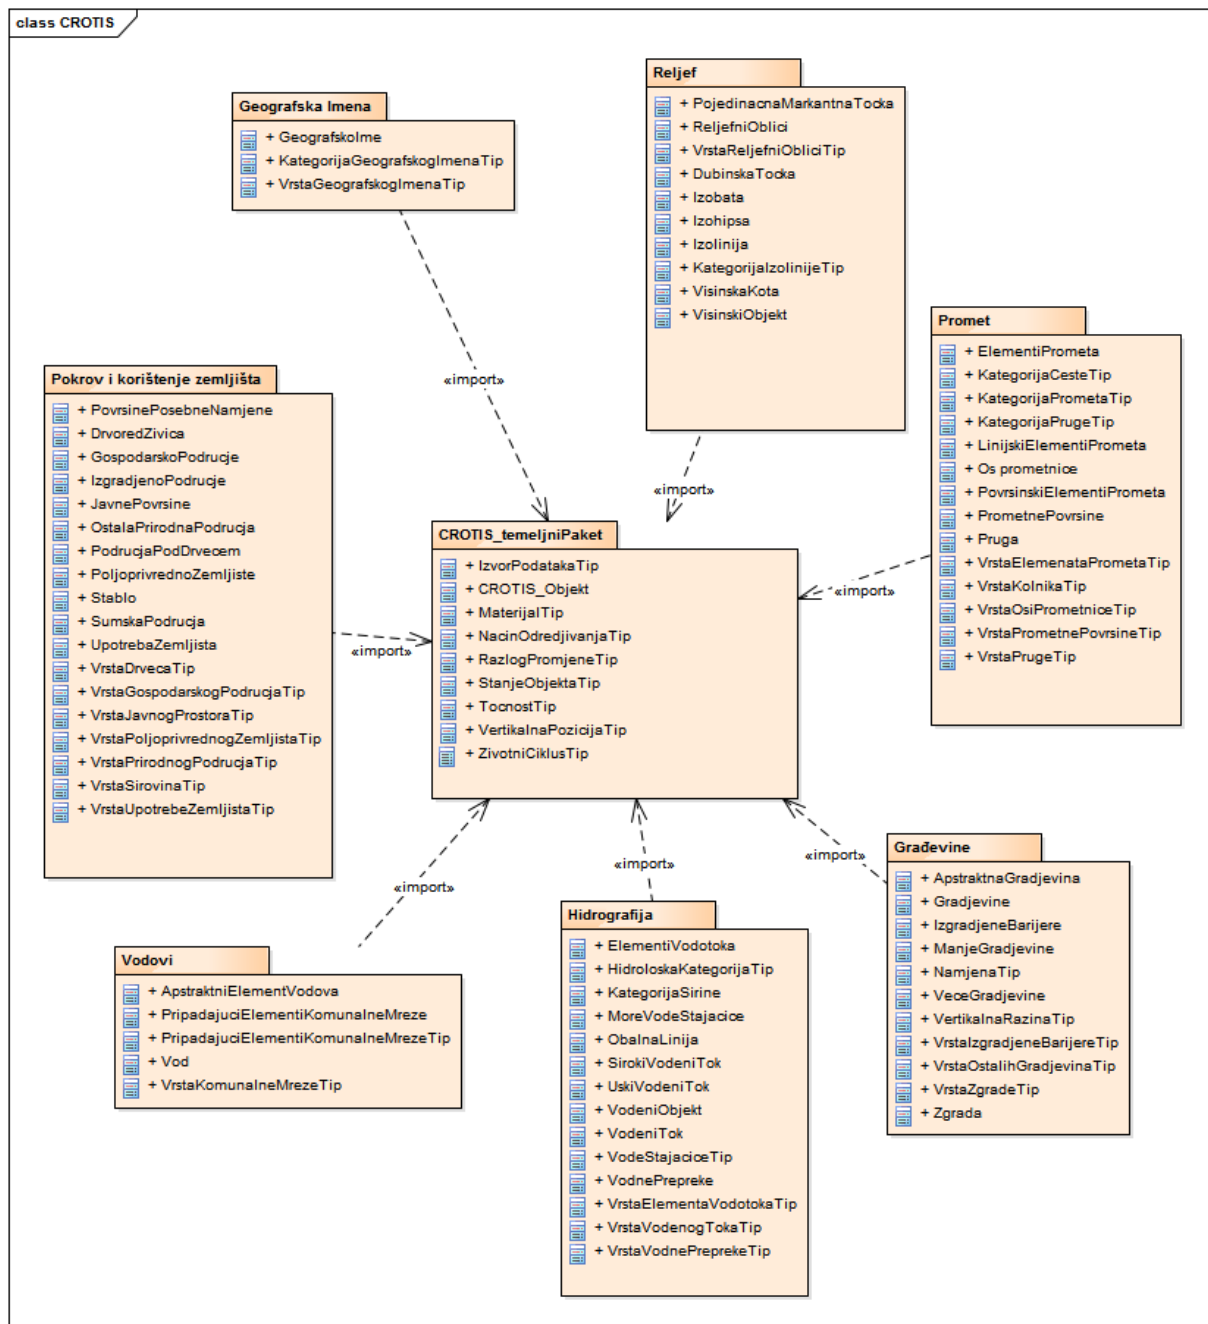 class CROTIS
Geografska Imena
+ GeografskoIme
+ KategorijaGeografskogImenaTip
+ VrstaGeografskogImenaTip
Reljef
+ PojedinacnaMarkantnaTocka
+ ReljefniOblici
+ VrstaReljefniObliciTip
+ DubinskaTocka
+ Izobata
+ Izohipsa
+ Izolinija
+ KategorijaIzolinijeTip
+ VisinskaKota
+ VisinskiObjekt
Promet
+ ElementiPrometa
+ KategorijaCesteTip
+ KategorijaPrometaTip
+ KategorijaPrugeTip
+ LinijskiElementiPrometa
+ Os prometnice
+ PovrsinskiElementiPrometa
+ PrometnePovrsine
+ Pruga
+ VrstaElemenataPrometaTip
+ VrstaKolnikaTip
+ VrstaOsiPrometniceTip
+ VrstaPrometnePovrsineTip
+ VrstaPrugeTip
Pokrov i korištenje zemljišta
+ PovrsinePosebneNamjene
+ DrvoredZivica
+ GospodarskoPodrucje
+ IzgradjenoPodrucje
+ JavnePovrsine
+ OstalaPrirodnaPodrucja
+ PodrucjaPodDrvecem
+ PoljoprivrednoZemljiste
+ Stablo
+ SumskaPodrucja
+ UpotrebaZemljista
+ VrstaDrvecaTip
+ VrstaGospodarskogPodrucjaTip
+ VrstaJavnogProstoraTip
+ VrstaPoljoprivrednogZemljistaTip
+ VrstaPrirodnogPodrucjaTip
+ VrstaSirovinaTip
+ VrstaUpotrebeZemljistaTip
«import»
«import»
«import»
«import»
CROTIS_temeljniPaket
+ IzvorPodatakaTip
+ CROTIS_Objekt
+ MaterijalTip
+ NacinOdredjivanjaTip
+ RazlogPromjeneTip
+ StanjeObjektaTip
+ TocnostTip
+ VertikalnaPozicijaTip
+ ZivotniCiklusTip
«import»
«import»
«import»
Vodovi
+ ApstraktniElementVodova
+ PripadajuciElementiKomunalneMreze
+ PripadajuciElementiKomunalneMrezeTip
+ Vod
+ VrstaKomunalneMrezeTip
Hidrografija
+ ElementiVodotoka
+ HidroloskaKategorijaTip
+ KategorijaSirine
+ MoreVodeStajacice
+ ObalnaLinija
+ SirokiVodeniTok
+ UskiVodeniTok
+ VodeniObjekt
+ VodeniTok
+ VodeStajaciceTip
+ VodnePrepreke
+ VrstaElementaVodotokaTip
+ VrstaVodenogTokaTip
+ VrstaVodnePreprekeTip
Građevine
+ ApstraktnaGradjevina
+ Gradjevine
+ IzgradjeneBarijere
+ ManjeGradjevine
+ NamjenaTip
+ VeceGradjevine
+ VertikalnaRazinaTip
+ VrstaIzgradjeneBarijereTip
+ VrstaOstalihGradjevinaTip
+ VrstaZgradeTip
+ Zgrada